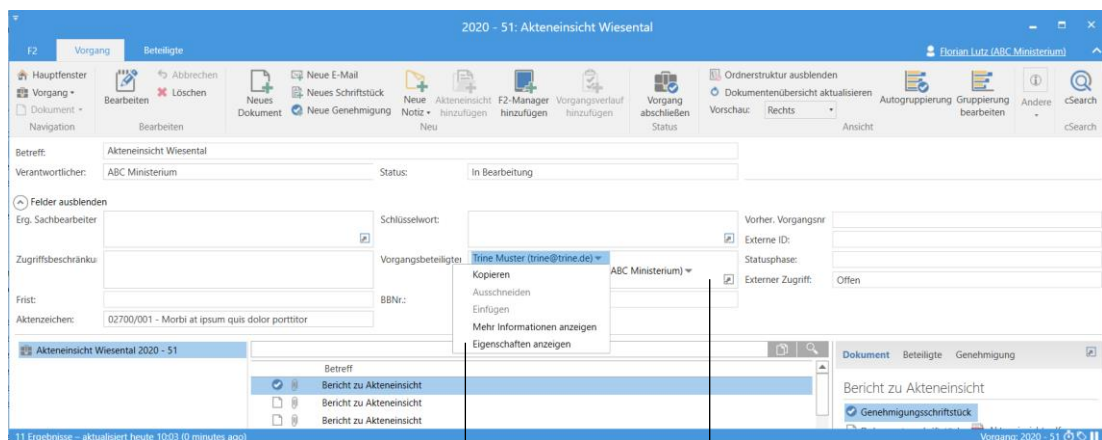 2020 - 51: Akteneinsicht Wiesental
F2 Vorgang Beteiligte Florian Lutz (ABC Ministerium)
Hauptfenster
Vorgang
Dokument
Navigation
Bearbeiten
Abbrechen
Löschen
Bearbeiten
Neues Dokument
Neue E-Mail
Neues Schriftstück
Neue Genehmigung
Neue Notiz
Akteneinsicht hinzufügen
F2-Manager hinzufügen
Vorgangsverlauf hinzufügen
Neu
Vorgang abschließen
Status
Ordnerstruktur ausblenden
Dokumentenübersicht aktualisieren
Vorschau: Rechts
Autogruppierung
Gruppierung bearbeiten
Ansicht
Andere
cSearch
cSearch
Betreff: Akteneinsicht Wiesental
Verantwortlicher: ABC Ministerium Status: In Bearbeitung
Felder ausblenden
Erg. Sachbearbeiter Schlüsselwort: Vorher. Vorgangsnr
Externe ID:
Zugriffsbeschränku Vorgangsbeteiligter Trine Muster (trine@trine.de) Statusphase:
ABC Ministerium)
Externer Zugriff: Offen
Kopieren
Ausschneiden
Einfügen
Mehr Informationen anzeigen
Eigenschaften anzeigen
Frist: BBNr.:
Aktenzeichen: 02700/001 - Morbi at ipsum quis dolor porttitor
Akteneinsicht Wiesental 2020 - 51
Betreff
Bericht zu Akteneinsicht
Bericht zu Akteneinsicht
Bericht zu Akteneinsicht
Dokument Beteiligte Genehmigung
Bericht zu Akteneinsicht
Genehmigungsschriftstück
11 Ergebnisse – aktualisiert heute 10:03 (0 minutes ago) Vorgang: 2020 - 51